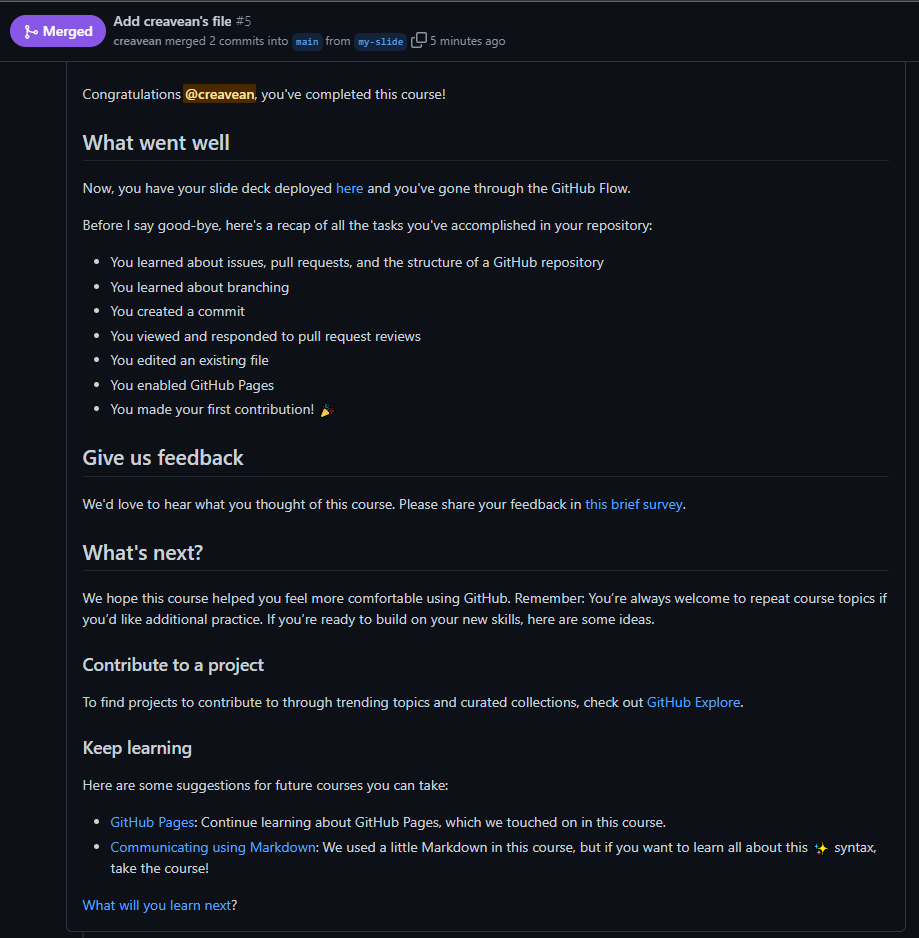 Merged
Add creavean's file #5
creavean merged 2 commits into main from my-slide 5 minutes ago
Congratulations @creavean, you've completed this course!
What went well
Now, you have your slide deck deployed here and you've gone through the GitHub Flow.
Before I say good-bye, here's a recap of all the tasks you've accomplished in your repository:
• You learned about issues, pull requests, and the structure of a GitHub repository
• You learned about branching
• You created a commit
• You viewed and responded to pull request reviews
• You edited an existing file
• You enabled GitHub Pages
• You made your first contribution! 🎉
Give us feedback
We'd love to hear what you thought of this course. Please share your feedback in this brief survey.
What's next?
We hope this course helped you feel more comfortable using GitHub. Remember: You’re always welcome to repeat course topics if
you’d like additional practice. If you’re ready to build on your new skills, here are some ideas.
Contribute to a project
To find projects to contribute to through trending topics and curated collections, check out GitHub Explore.
Keep learning
Here are some suggestions for future courses you can take:
• GitHub Pages: Continue learning about GitHub Pages, which we touched on in this course.
• Communicating using Markdown: We used a little Markdown in this course, but if you want to learn all about this ✨ syntax,
take the course!
What will you learn next?